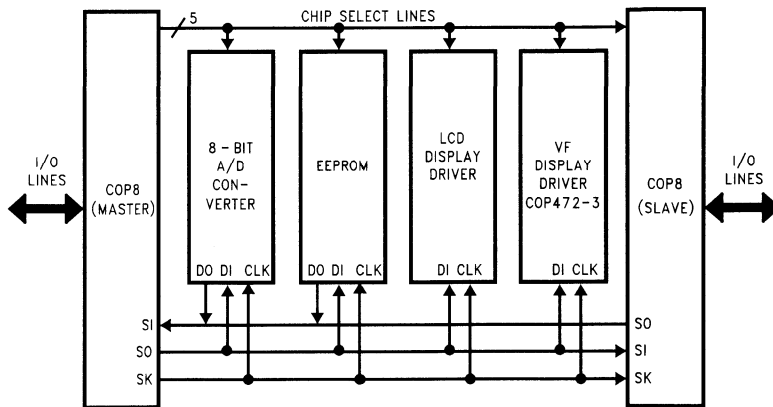 5
CHIP SELECT LINES
I/O
LINES
COP8
(MASTER)
8-BIT
A/D
CON-
VERTER
DO DI CLK
EEPROM
DO DI CLK
LCD
DISPLAY
DRIVER
DI CLK
VF
DISPLAY
DRIVER
COP472-3
DI CLK
COP8
(SLAVE)
I/O
LINES
SI
SO
SK
SO
SI
SK